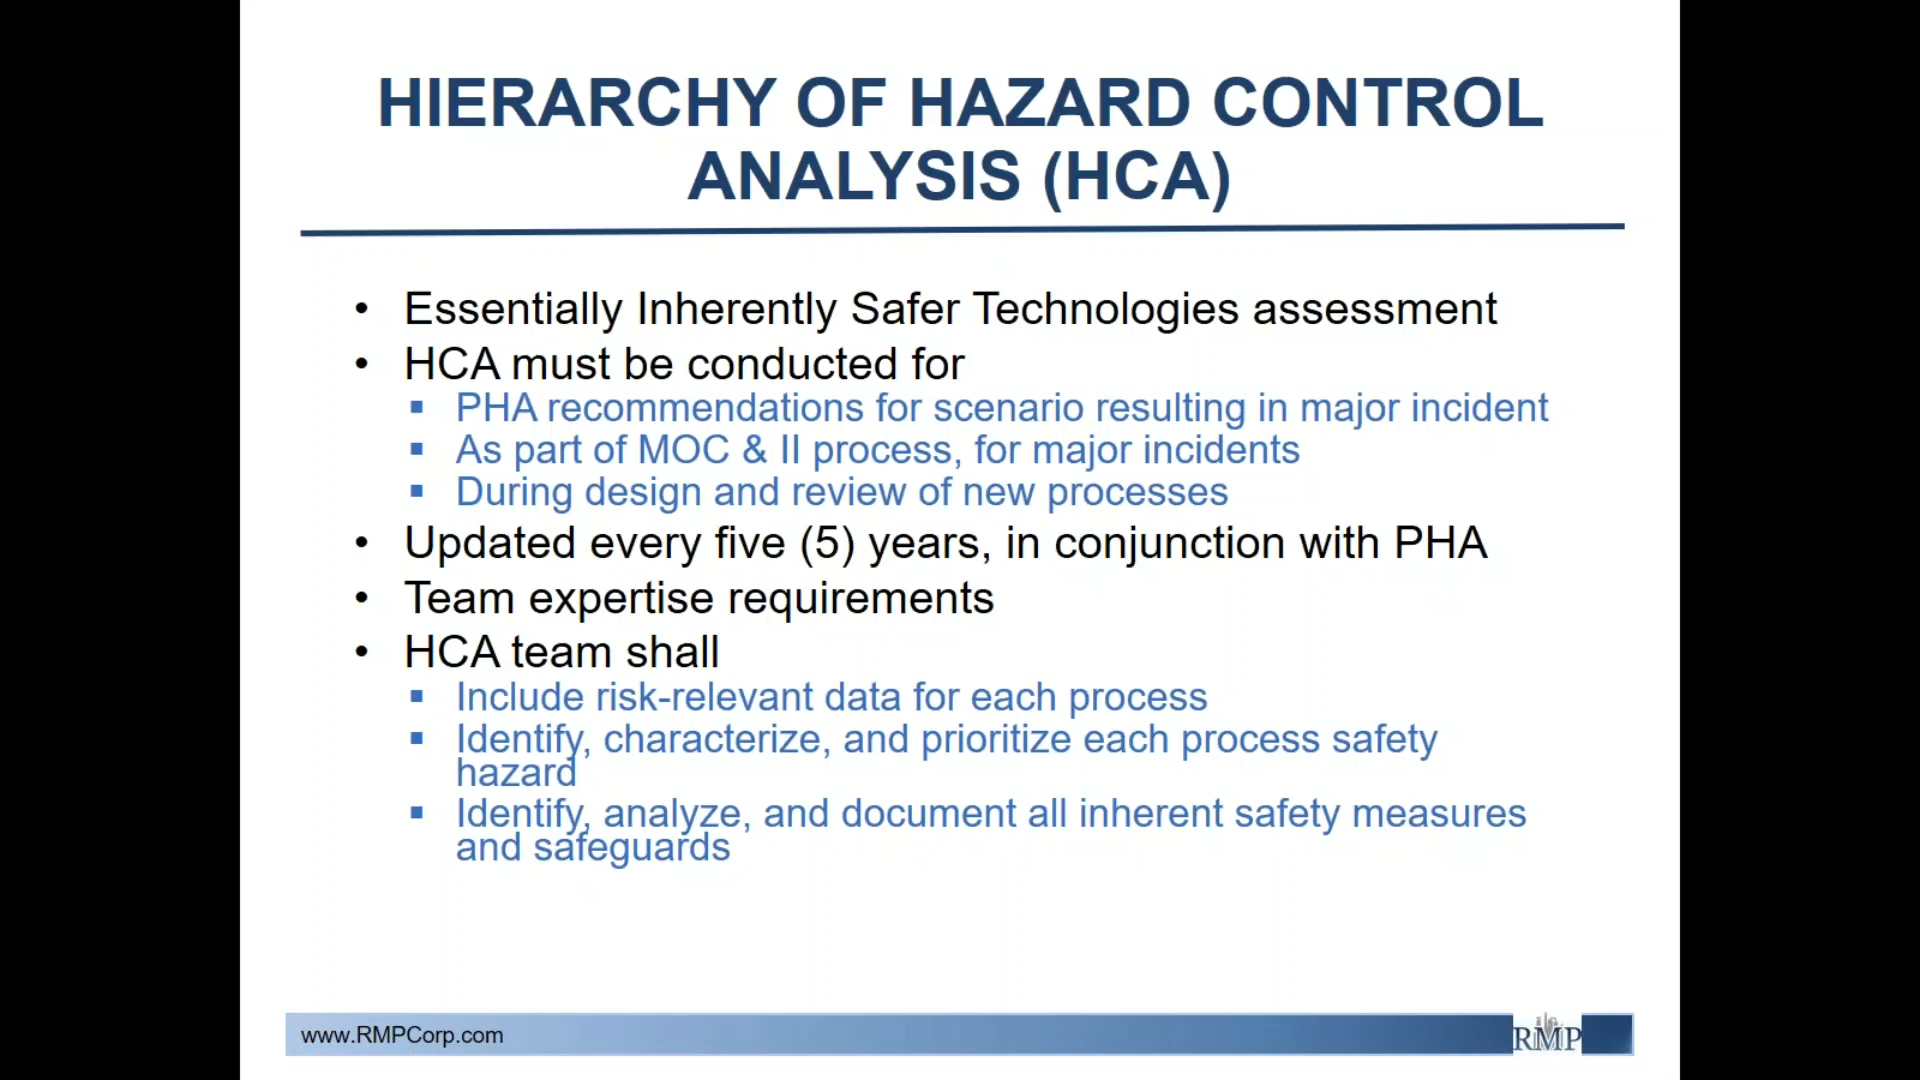 HIERARCHY OF HAZARD CONTROL
ANALYSIS (HCA)
• Essentially Inherently Safer Technologies assessment
• HCA must be conducted for
▪ PHA recommendations for scenario resulting in major incident
▪ As part of MOC & II process, for major incidents
▪ During design and review of new processes
• Updated every five (5) years, in conjunction with PHA
• Team expertise requirements
• HCA team shall
▪ Include risk-relevant data for each process
▪ Identify, characterize, and prioritize each process safety
hazard
▪ Identify, analyze, and document all inherent safety measures
and safeguards
www.RMPCorp.com
RMP